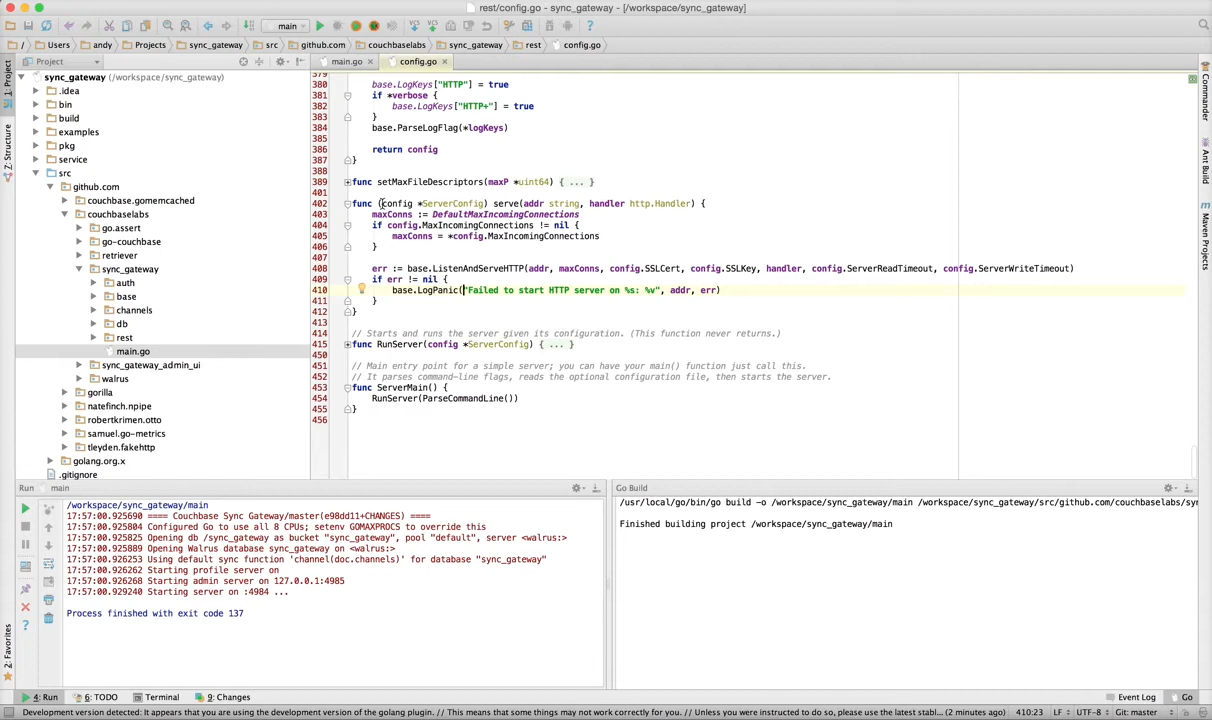 rest/config.go - sync_gateway - [/workspace/sync_gateway]
main
/ Users andy Projects sync_gateway src github.com couchbaselabs sync_gateway rest config.go
Project
main.go
config.go
1: Project
Z: Structure
2: Favorites
Commander
Ant Build
Maven Projects
sync_gateway (/workspace/sync_gateway)
.idea
bin
build
examples
pkg
service
src
github.com
couchbase.gomemcached
couchbaselabs
go.assert
go-couchbase
retriever
sync_gateway
auth
base
channels
db
rest
main.go
sync_gateway_admin_ui
walrus
gorilla
natefinch.npipe
robertkrimen.otto
samuel.go-metrics
tleyden.fakehttp
golang.org.x
.gitignore
379
380 base.LogKeys["HTTP"] = true
381 if *verbose {
382 base.LogKeys["HTTP+"] = true
383 }
384 base.ParseLogFlag(*logKeys)
385
386 return config
387 }
388
389 func setMaxFileDescriptors(maxP *uint64) { ... }
401
402 func (config *ServerConfig) serve(addr string, handler http.Handler) {
403 maxConns := DefaultMaxIncomingConnections
404 if config.MaxIncomingConnections != nil {
405 maxConns = *config.MaxIncomingConnections
406 }
407
408 err := base.ListenAndServeHTTP(addr, maxConns, config.SSLCert, config.SSLKey, handler, config.ServerReadTimeout, config.ServerWriteTimeout)
409 if err != nil {
410 base.LogPanic("Failed to start HTTP server on %s: %v", addr, err)
411 }
412 }
413
414 // Starts and runs the server given its configuration. (This function never returns.)
415 func RunServer(config *ServerConfig) { ... }
450
451 // Main entry point for a simple server; you can have your main() function just call this.
452 // It parses command-line flags, reads the optional configuration file, then starts the server.
453 func ServerMain() {
454 RunServer(ParseCommandLine())
455 }
456
Run main
/workspace/sync_gateway/main
17:57:00.925690 ==== Couchbase Sync Gateway/master(e98dd11+CHANGES) ====
17:57:00.925804 Configured Go to use all 8 CPUs; setenv GOMAXPROCS to override this
17:57:00.925825 Opening db /sync_gateway as bucket "sync_gateway", pool "default", server <walrus:>
17:57:00.925889 Opening Walrus database sync_gateway on <walrus:>
17:57:00.926253 Using default sync function 'channel(doc.channels)' for database "sync_gateway"
17:57:00.926262 Starting profile server on
17:57:00.926268 Starting admin server on 127.0.0.1:4985
17:57:00.929240 Starting server on :4984 ...
Process finished with exit code 137
Go Build
/usr/local/go/bin/go build -o /workspace/sync_gateway/main /workspace/sync_gateway/src/github.com/couchbaselabs/sy
Finished building project /workspace/sync_gateway/main
4: Run 6: TODO Terminal 9: Changes Event Log Go
Development version detected: It appears that you are using the development version of the golang plugin. // This means that some things may not work correctly for you. // Unless you were instructed to do so, please use the latest stabl... (2 minutes ago) 410:23 LF UTF-8 Git: master